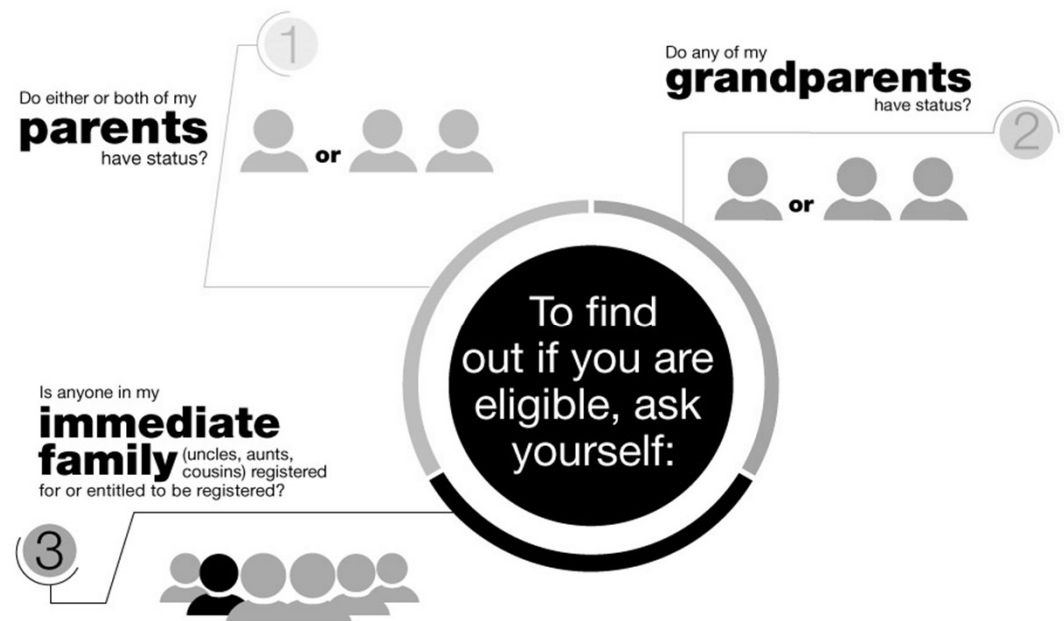 1
Do either or both of my
parents
have status?
or
Do any of my
grandparents
have status?
2
or
To find
out if you are
eligible, ask
yourself:
Is anyone in my
immediate
family (uncles, aunts,
cousins) registered
for or entitled to be registered?
3